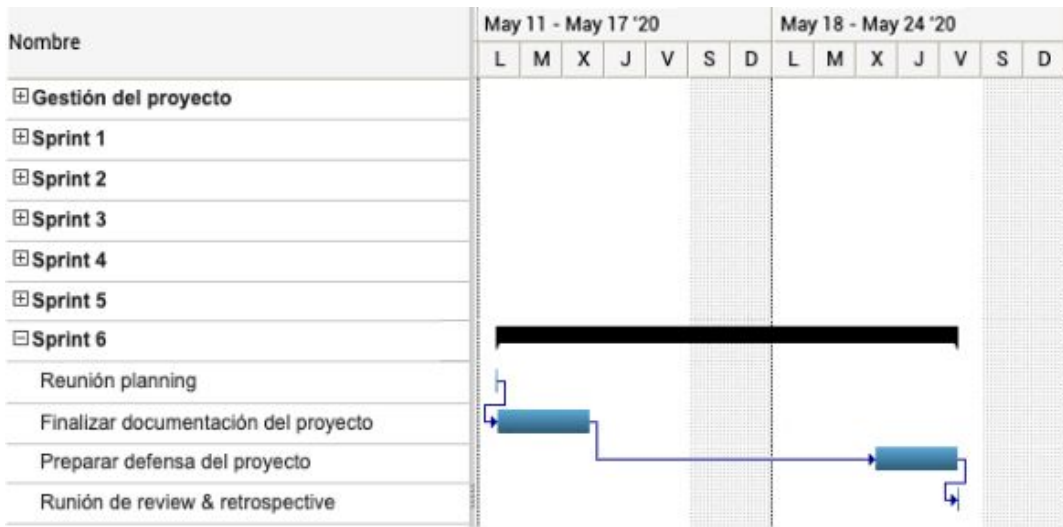 Nombre
May 11 - May 17 '20
May 18 - May 24 '20
L M X J V S D L M X J V S D
Gestión del proyecto
Sprint 1
Sprint 2
Sprint 3
Sprint 4
Sprint 5
Sprint 6
Reunión planning
Finalizar documentación del proyecto
Preparar defensa del proyecto
Runión de review & retrospective